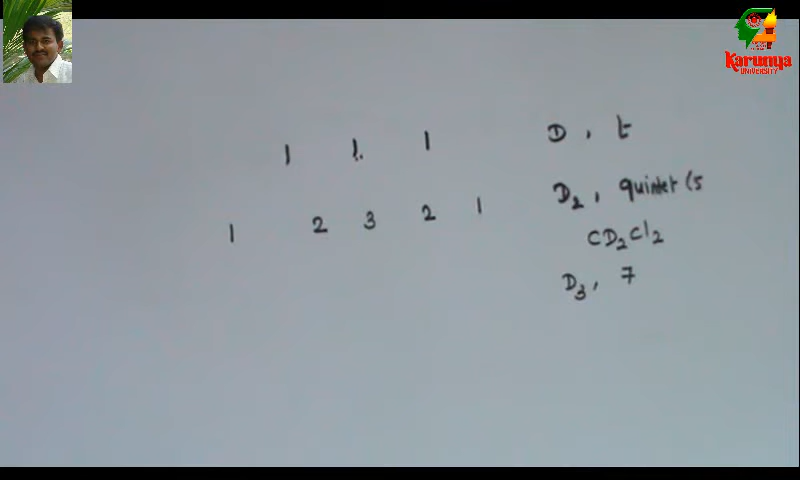 Karunya
UNIVERSITY
1 1 1 D, t
1 2 3 2 1 D₂, quintet (5
CD₂Cl₂
D₃, 7